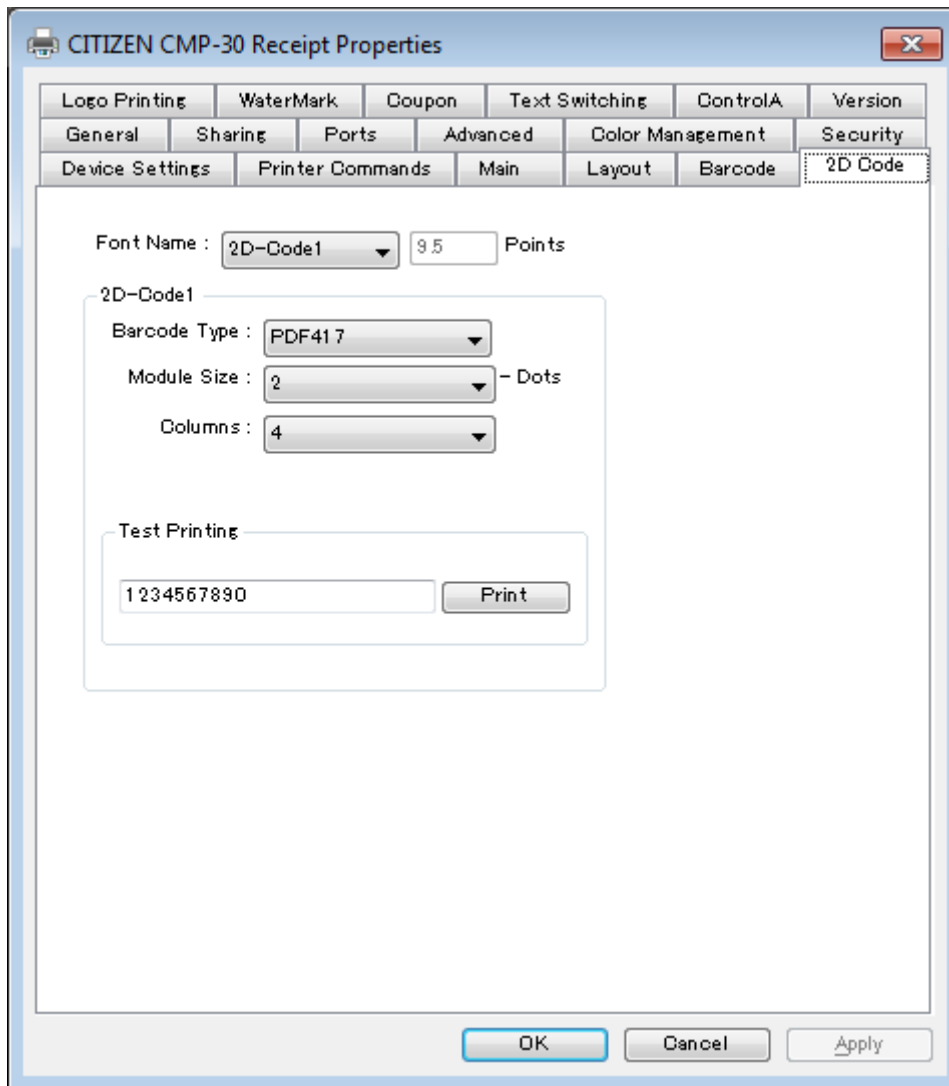 CITIZEN CMP-30 Receipt Properties
Logo Printing WaterMark Coupon Text Switching ControlA Version
General Sharing Ports Advanced Color Management Security
Device Settings Printer Commands Main Layout Barcode 2D Code
Font Name : 2D-Code1 9.5 Points
2D-Code1
Barcode Type : PDF417
Module Size : 2 - Dots
Columns : 4
Test Printing
1234567890 Print
OK Cancel Apply